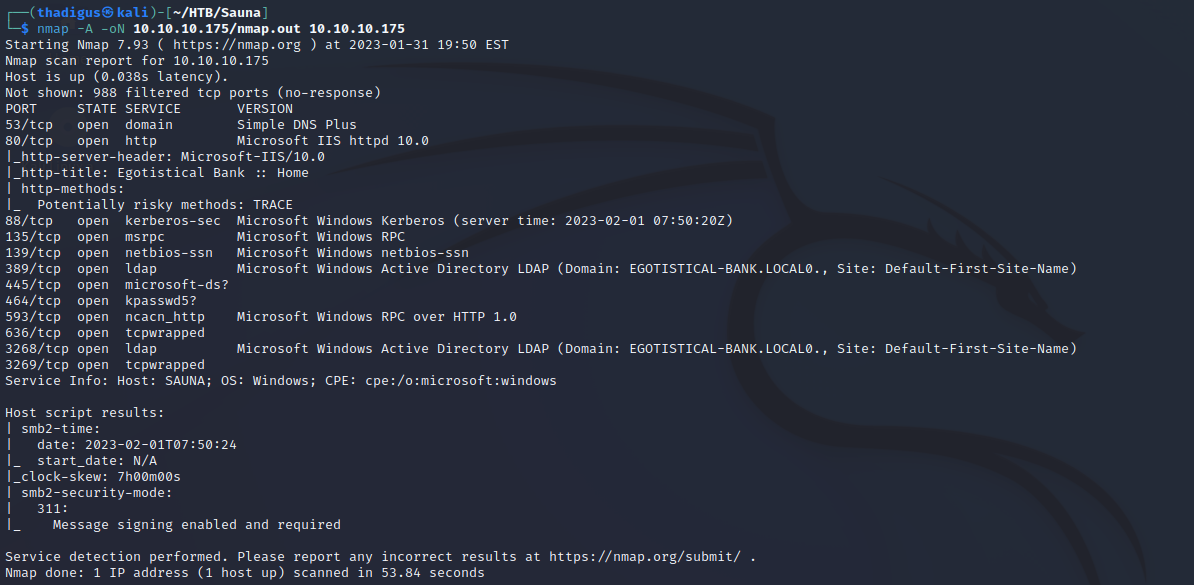 ┌──(thadigus㉿kali)-[~/HTB/Sauna]
└─$ nmap -A -oN 10.10.10.175/nmap.out 10.10.10.175
Starting Nmap 7.93 ( https://nmap.org ) at 2023-01-31 19:50 EST
Nmap scan report for 10.10.10.175
Host is up (0.038s latency).
Not shown: 988 filtered tcp ports (no-response)
PORT     STATE SERVICE       VERSION
53/tcp   open  domain        Simple DNS Plus
80/tcp   open  http          Microsoft IIS httpd 10.0
|_http-server-header: Microsoft-IIS/10.0
|_http-title: Egotistical Bank :: Home
| http-methods:
|_  Potentially risky methods: TRACE
88/tcp   open  kerberos-sec  Microsoft Windows Kerberos (server time: 2023-02-01 07:50:20Z)
135/tcp  open  msrpc         Microsoft Windows RPC
139/tcp  open  netbios-ssn   Microsoft Windows netbios-ssn
389/tcp  open  ldap          Microsoft Windows Active Directory LDAP (Domain: EGOTISTICAL-BANK.LOCAL0., Site: Default-First-Site-Name)
445/tcp  open  microsoft-ds?
464/tcp  open  kpasswd5?
593/tcp  open  ncacn_http    Microsoft Windows RPC over HTTP 1.0
636/tcp  open  tcpwrapped
3268/tcp open  ldap          Microsoft Windows Active Directory LDAP (Domain: EGOTISTICAL-BANK.LOCAL0., Site: Default-First-Site-Name)
3269/tcp open  tcpwrapped
Service Info: Host: SAUNA; OS: Windows; CPE: cpe:/o:microsoft:windows

Host script results:
| smb2-time:
|   date: 2023-02-01T07:50:24
|_  start_date: N/A
|_clock-skew: 7h00m00s
| smb2-security-mode:
|   311:
|_    Message signing enabled and required

Service detection performed. Please report any incorrect results at https://nmap.org/submit/ .
Nmap done: 1 IP address (1 host up) scanned in 53.84 seconds